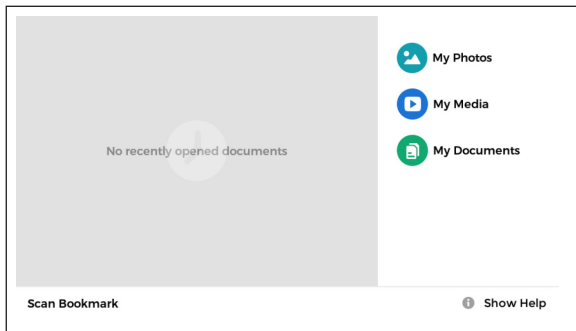 No recently opened documents
My Photos
My Media
My Documents
Scan Bookmark
Show Help